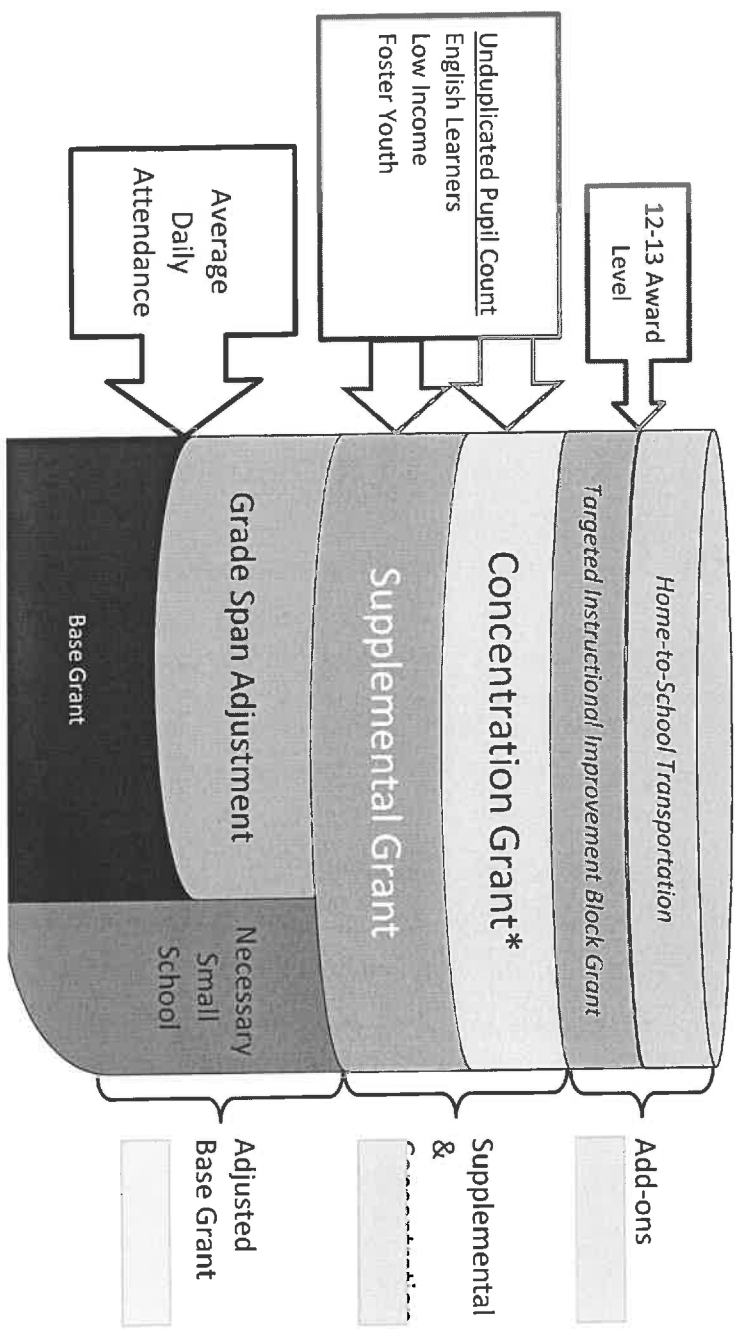 12-13 Award
Level
Unduplicated Pupil Count
English Learners
Low Income
Foster Youth
Average
Daily
Attendance
Home-to-School Transportation
Targeted Instructional Improvement Block Grant
Concentration Grant*
Supplemental Grant
Grade Span Adjustment
Base Grant
Necessary
Small
School
Add-ons
Supplemental
&
Adjusted
Base Grant